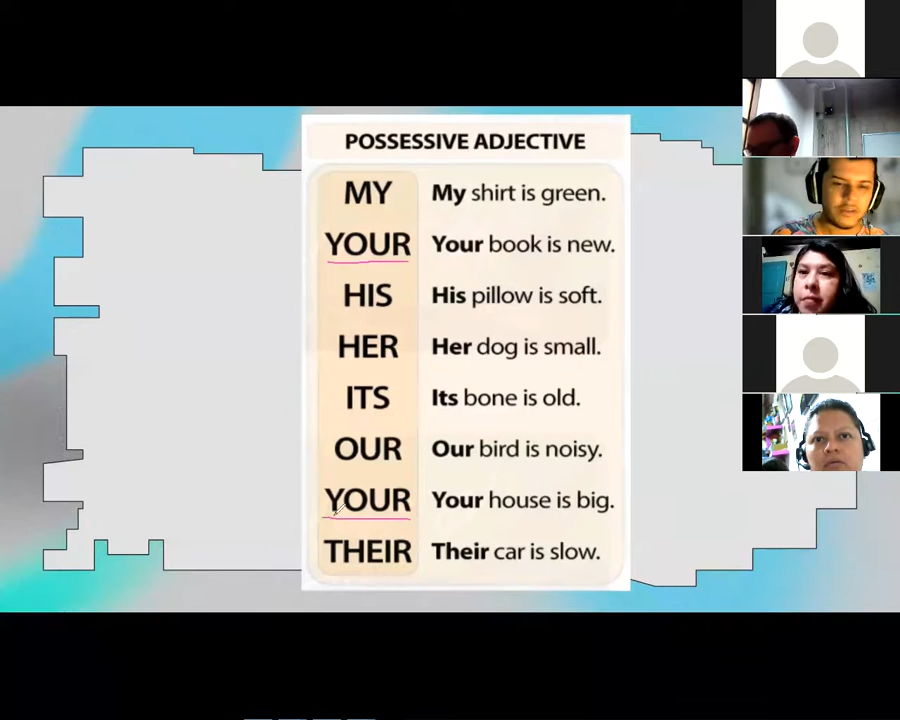 POSSESSIVE ADJECTIVE
MY My shirt is green.
YOUR Your book is new.
HIS His pillow is soft.
HER Her dog is small.
ITS Its bone is old.
OUR Our bird is noisy.
YOUR Your house is big.
THEIR Their car is slow.